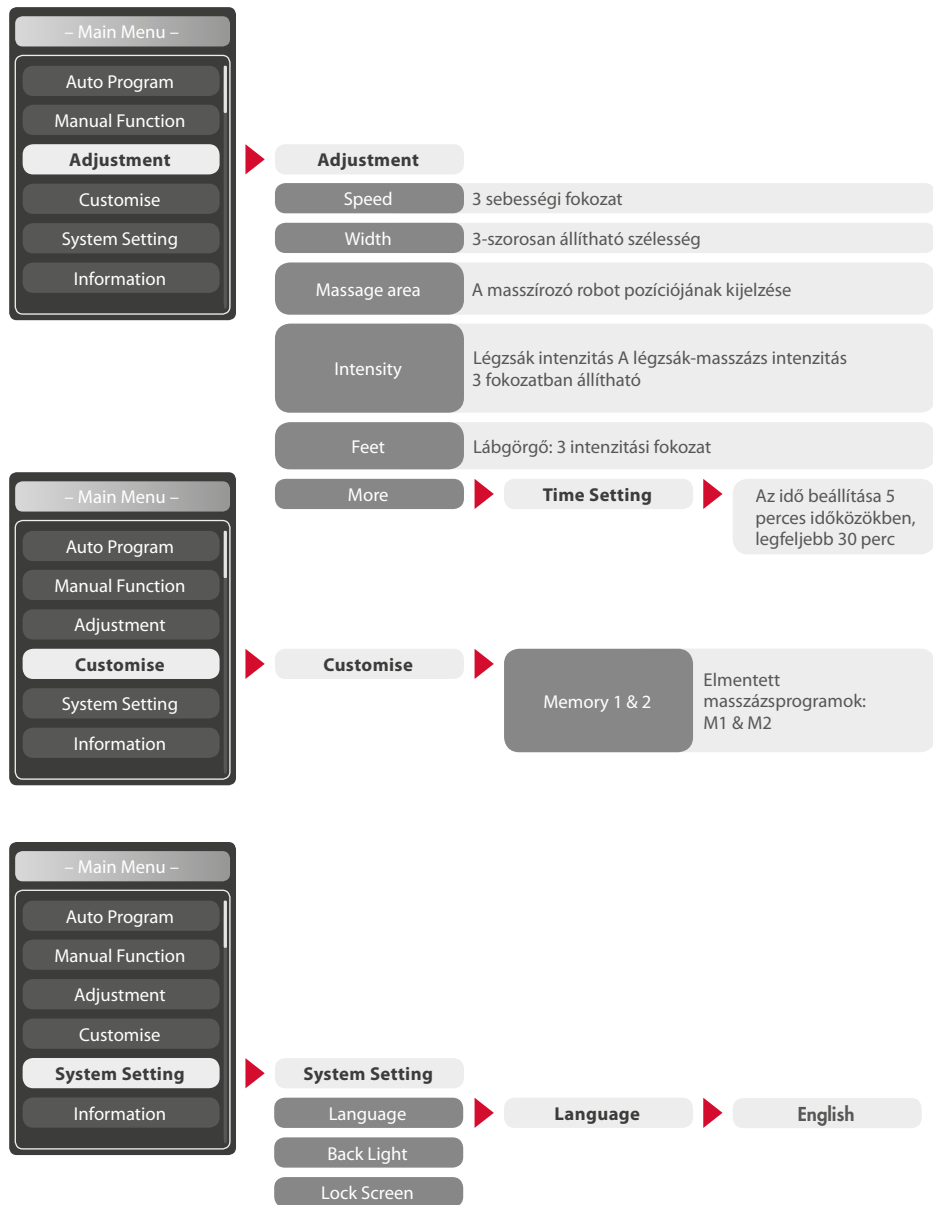 – Main Menu –
Auto Program
Manual Function
Adjustment
Customise
System Setting
Information
Adjustment
Speed
3 sebességi fokozat
Width
3-szorosan állítható szélesség
Massage area
A masszírozó robot pozíciójának kijelzése
Intensity
Légzsák intenzitás A légzsák-masszázs intenzitás
3 fokozatban állítható
Feet
Lábgörgő: 3 intenzitási fokozat
More
Time Setting
Az idő beállítása 5
perces időközökben,
legfeljebb 30 perc
– Main Menu –
Auto Program
Manual Function
Adjustment
Customise
System Setting
Information
Customise
Memory 1 & 2
Elmentett
masszázsprogramok:
M1 & M2
– Main Menu –
Auto Program
Manual Function
Adjustment
Customise
System Setting
Information
System Setting
Language
Language
English
Back Light
Lock Screen